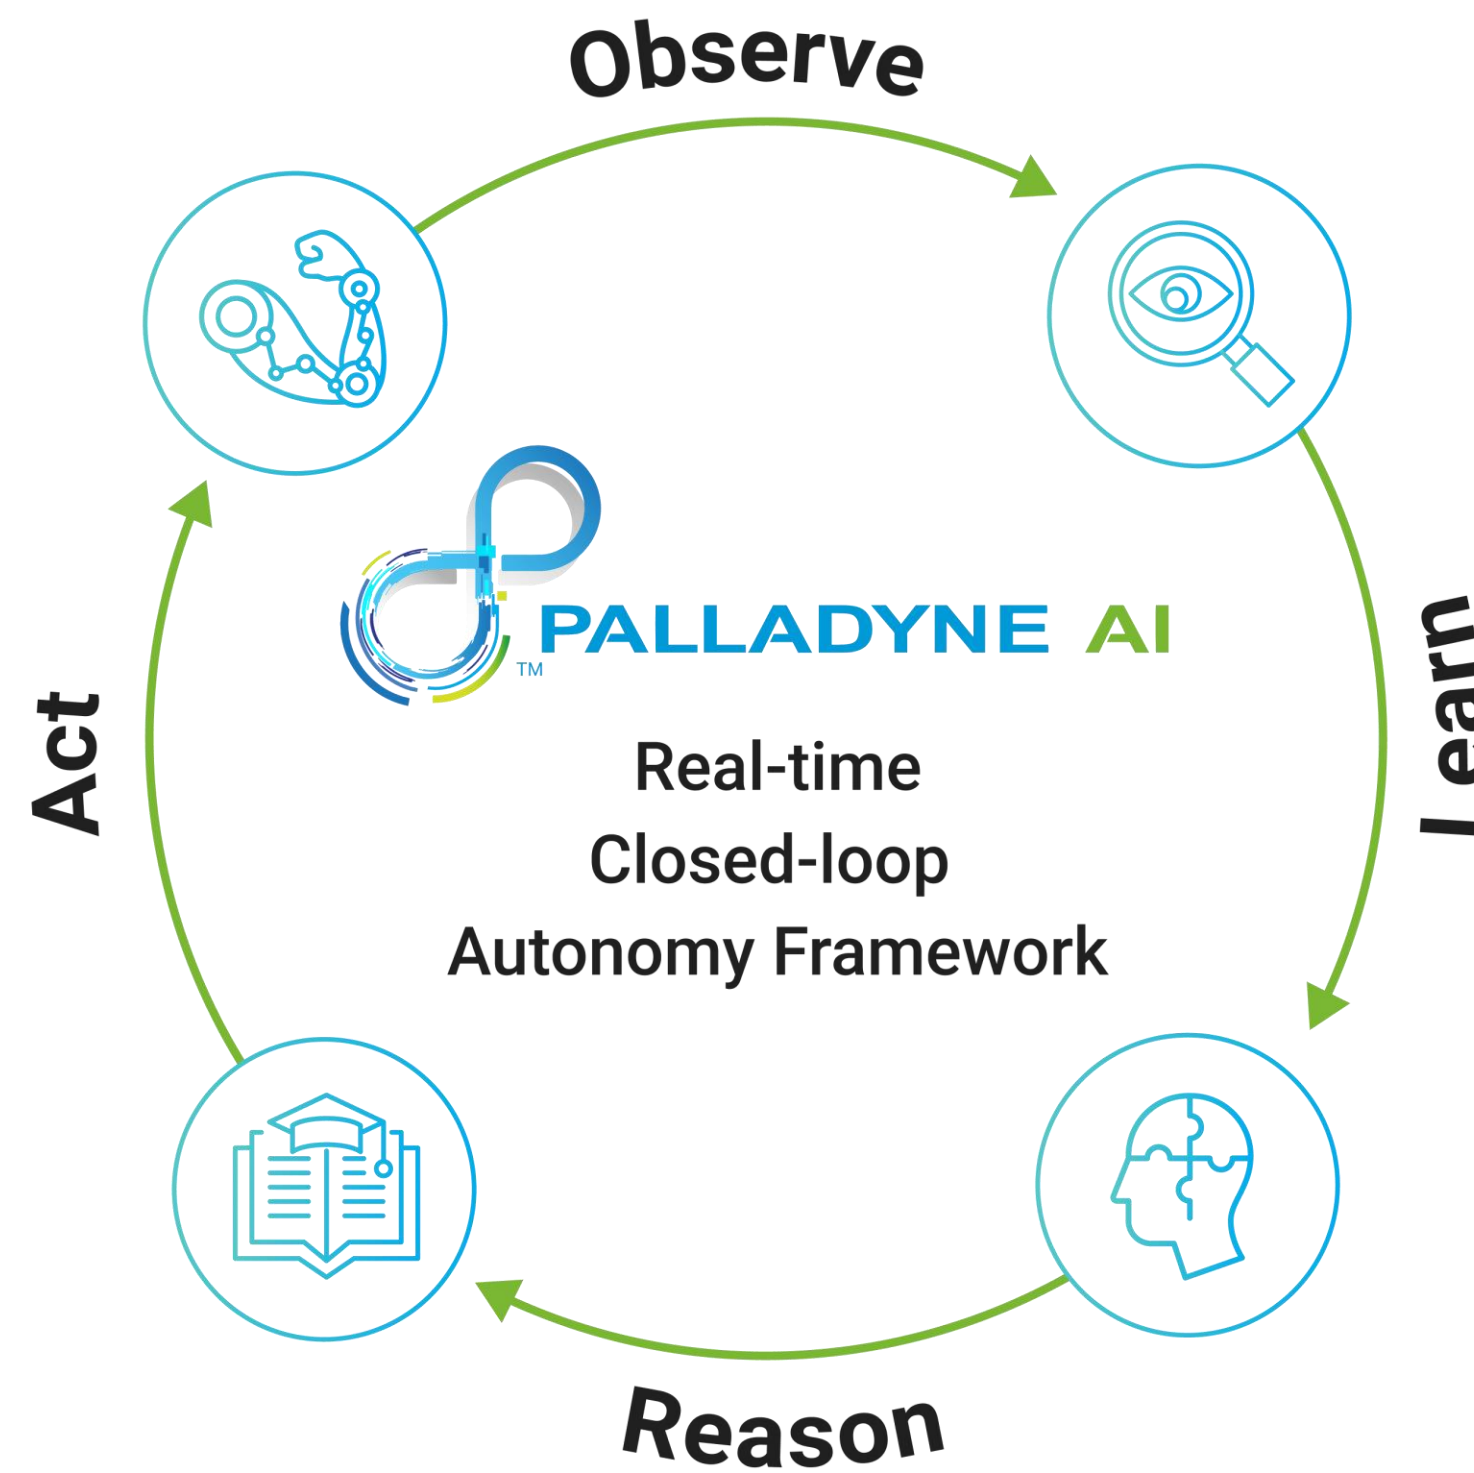 Observe
PALLADYNE AI
TM
Real-time
Closed-loop
Autonomy Framework
Act
Learn
Reason